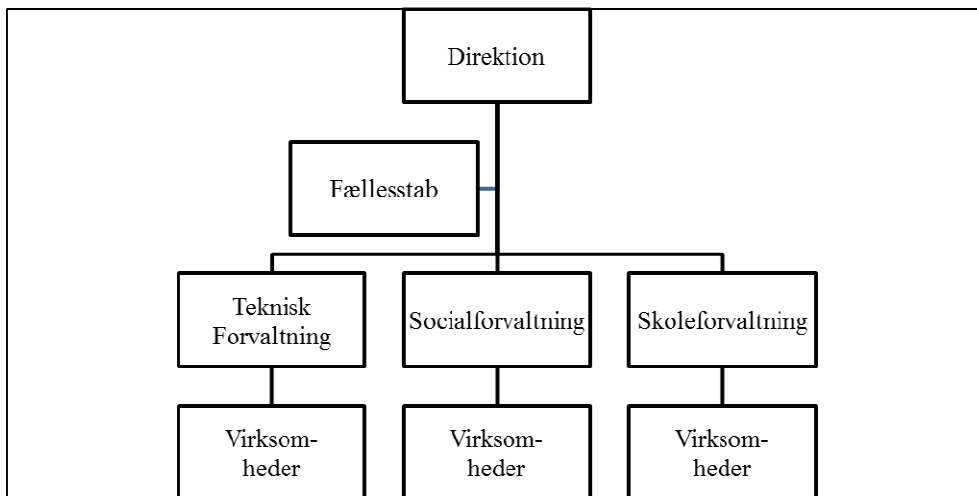 Direktion
Fællesstab
Teknisk
Forvaltning
Socialforvaltning
Skoleforvaltning
Virksom-
heder
Virksom-
heder
Virksom-
heder